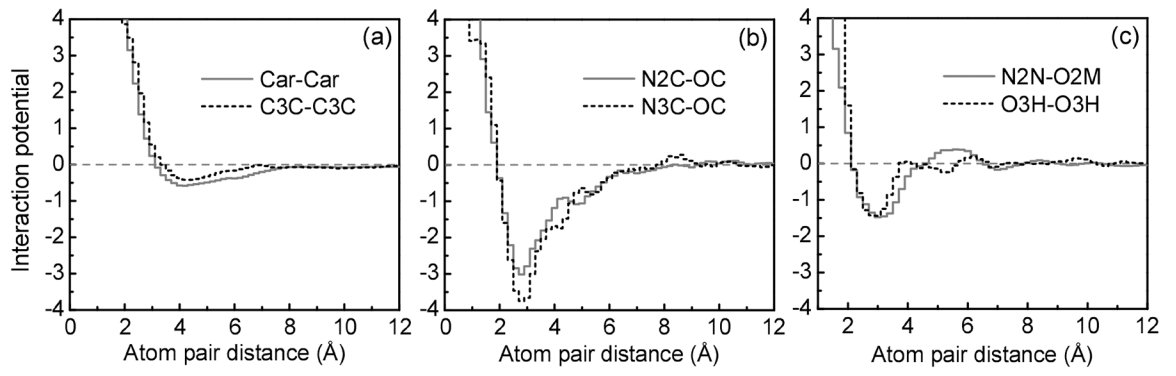 Interaction potential
4
3
2
1
0
-1
-2
-3
-4
(a)
Car-Car
C3C-C3C
0 2 4 6 8 10 12
Atom pair distance (Å)
4
3
2
1
0
-1
-2
-3
-4
(b)
N2C-OC
N3C-OC
0 2 4 6 8 10 12
Atom pair distance (Å)
4
3
2
1
0
-1
-2
-3
-4
(c)
N2N-O2M
O3H-O3H
2 4 6 8 10 12
Atom pair distance (Å)